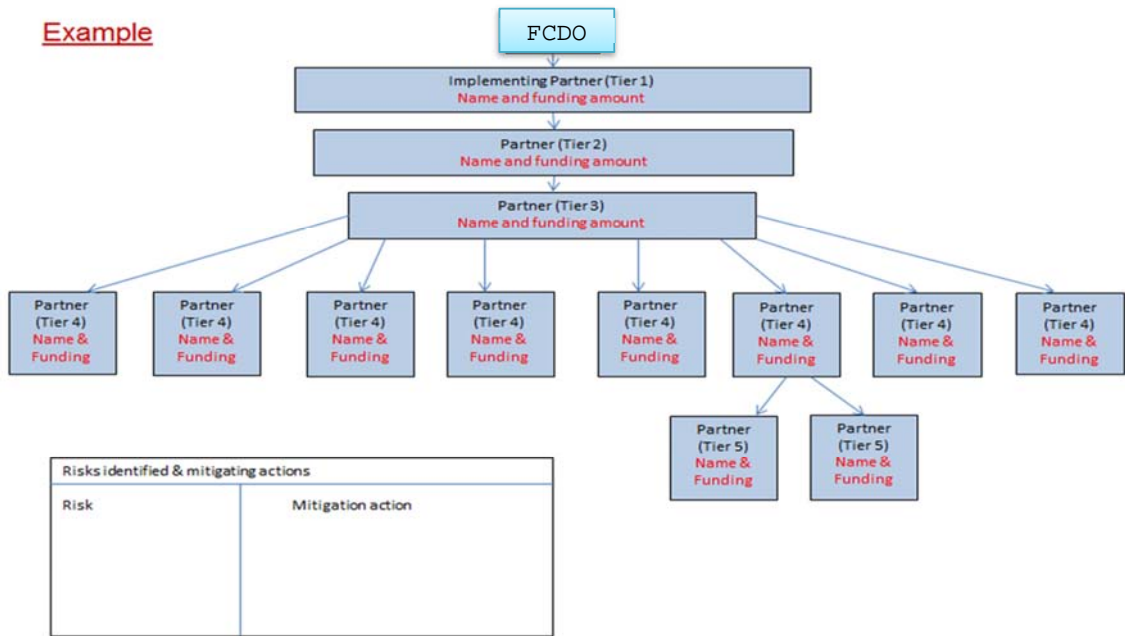 Example
FCDO
Implementing Partner (Tier 1)
Name and funding amount
Partner (Tier 2)
Name and funding amount
Partner (Tier 3)
Name and funding amount
Partner
(Tier 4)
Name &
Funding
Partner
(Tier 4)
Name &
Funding
Partner
(Tier 4)
Name &
Funding
Partner
(Tier 4)
Name &
Funding
Partner
(Tier 4)
Name &
Funding
Partner
(Tier 4)
Name &
Funding
Partner
(Tier 4)
Name &
Funding
Partner
(Tier 4)
Name &
Funding
Partner
(Tier 5)
Name &
Funding
Partner
(Tier 5)
Name &
Funding
Risks identified & mitigating actions
Risk
Mitigation action